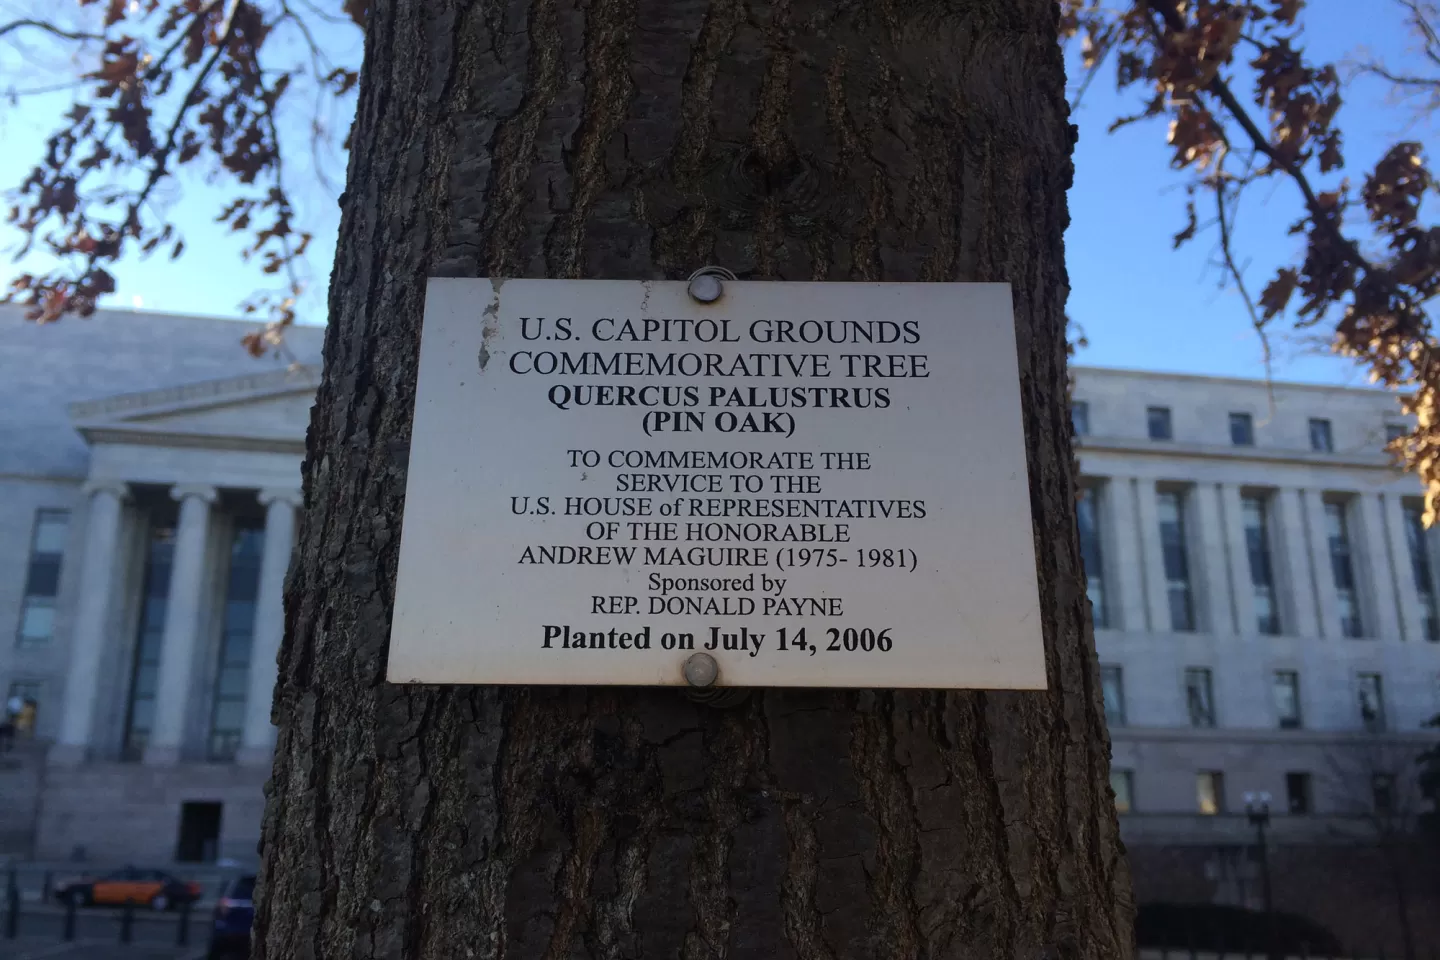 U.S. CAPITOL GROUNDS
COMMEMORATIVE TREE
QUERCUS PALUSTRUS
(PIN OAK)
TO COMMEMORATE THE
SERVICE TO THE
U.S. HOUSE of REPRESENTATIVES
OF THE HONORABLE
ANDREW MAGUIRE (1975- 1981)
Sponsored by
REP. DONALD PAYNE
Planted on July 14, 2006